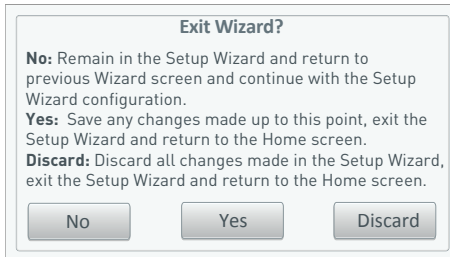 Exit Wizard?
No: Remain in the Setup Wizard and return to
previous Wizard screen and continue with the Setup
Wizard configuration.
Yes: Save any changes made up to this point, exit the
Setup Wizard and return to the Home screen.
Discard: Discard all changes made in the Setup Wizard,
exit the Setup Wizard and return to the Home screen.
No Yes Discard